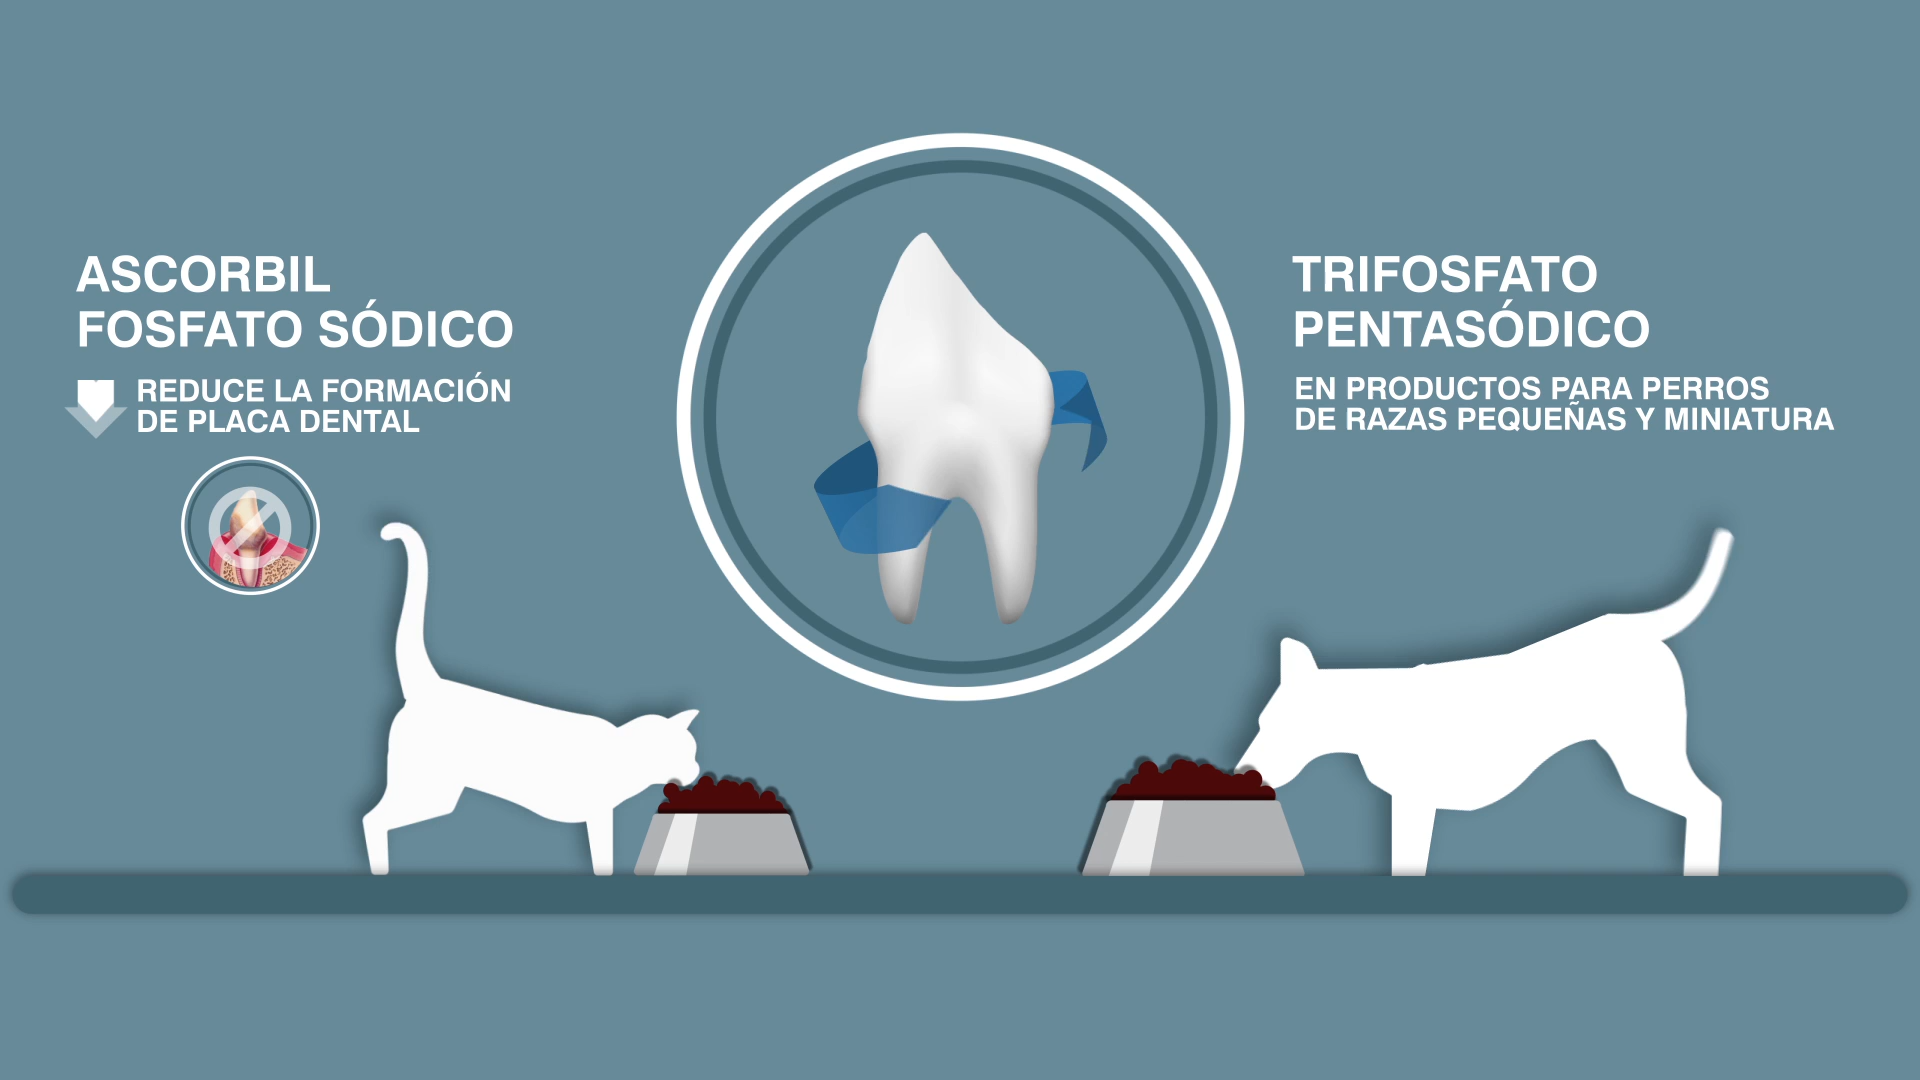 ASCORBIL
FOSFATO SÓDICO
REDUCE LA FORMACIÓN
DE PLACA DENTAL
TRIFOSFATO
PENTASÓDICO
EN PRODUCTOS PARA PERROS
DE RAZAS PEQUEÑAS Y MINIATURA